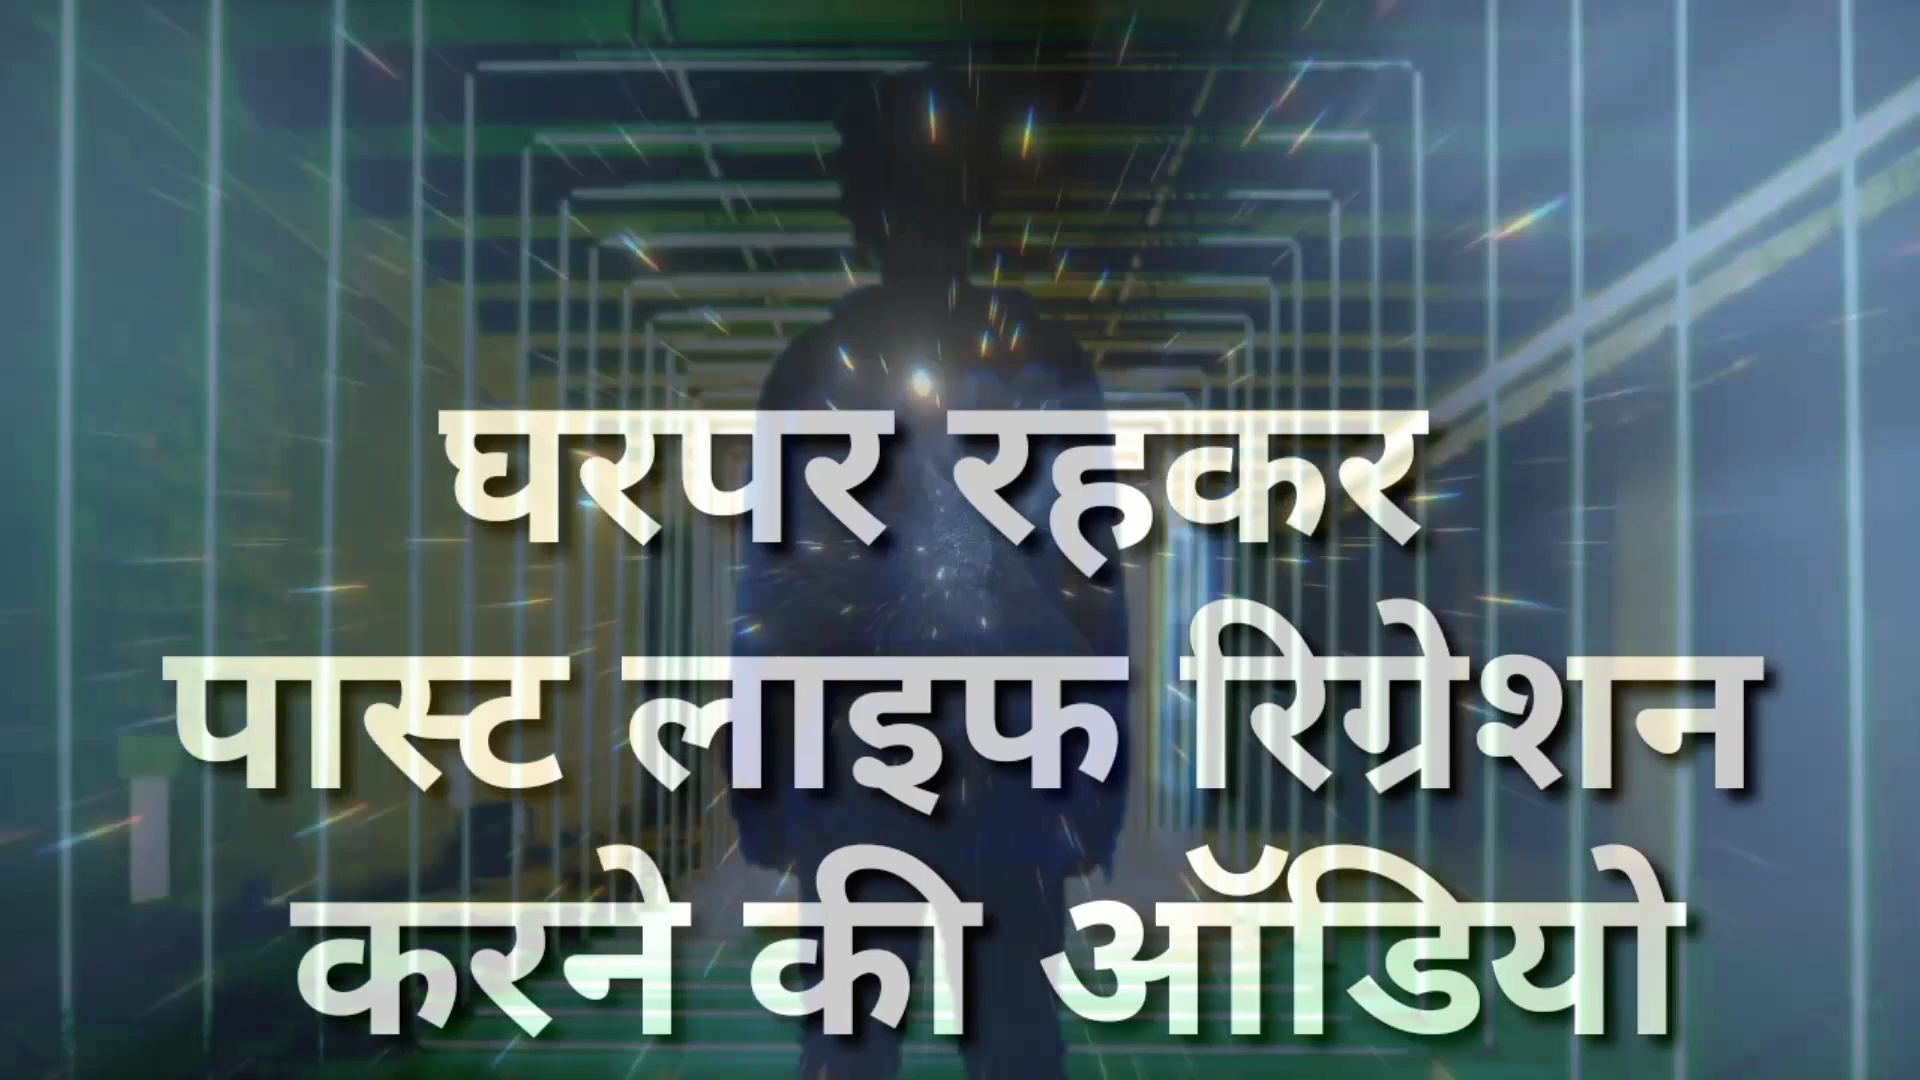 घरपर रहकर
पास्ट लाइफ रिग्रेशन
करने की ऑडियो